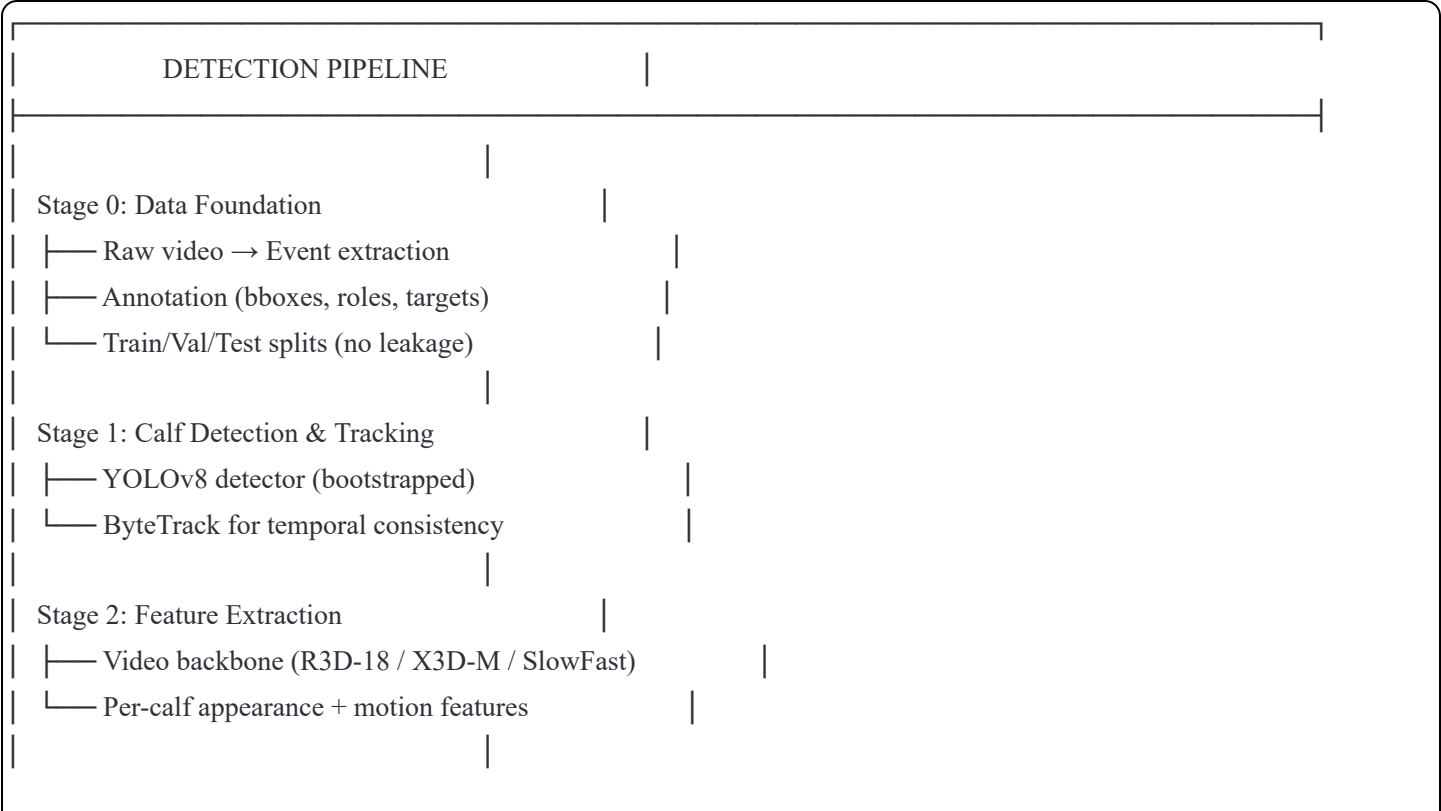 DETECTION PIPELINE
Stage 0: Data Foundation
├── Raw video → Event extraction
├── Annotation (bboxes, roles, targets)
└── Train/Val/Test splits (no leakage)
Stage 1: Calf Detection & Tracking
├── YOLOv8 detector (bootstrapped)
└── ByteTrack for temporal consistency
Stage 2: Feature Extraction
├── Video backbone (R3D-18 / X3D-M / SlowFast)
└── Per-calf appearance + motion features